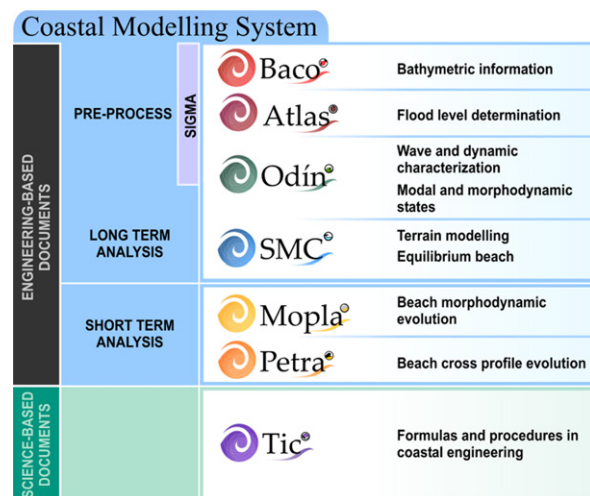 Coastal Modelling System
ENGINEERING-BASED
DOCUMENTS
PRE-PROCESS
SIGMA
Baco
Bathymetric information
Atlas
Flood level determination
Odín
Wave and dynamic
characterization
Modal and morphodynamic
states
LONG TERM
ANALYSIS
SMC
Terrain modelling
Equilibrium beach
SHORT TERM
ANALYSIS
Mopla
Beach morphodynamic
evolution
Petra
Beach cross profile evolution
SCIENCE-BASED
DOCUMENTS
Tic
Formulas and procedures in
coastal engineering